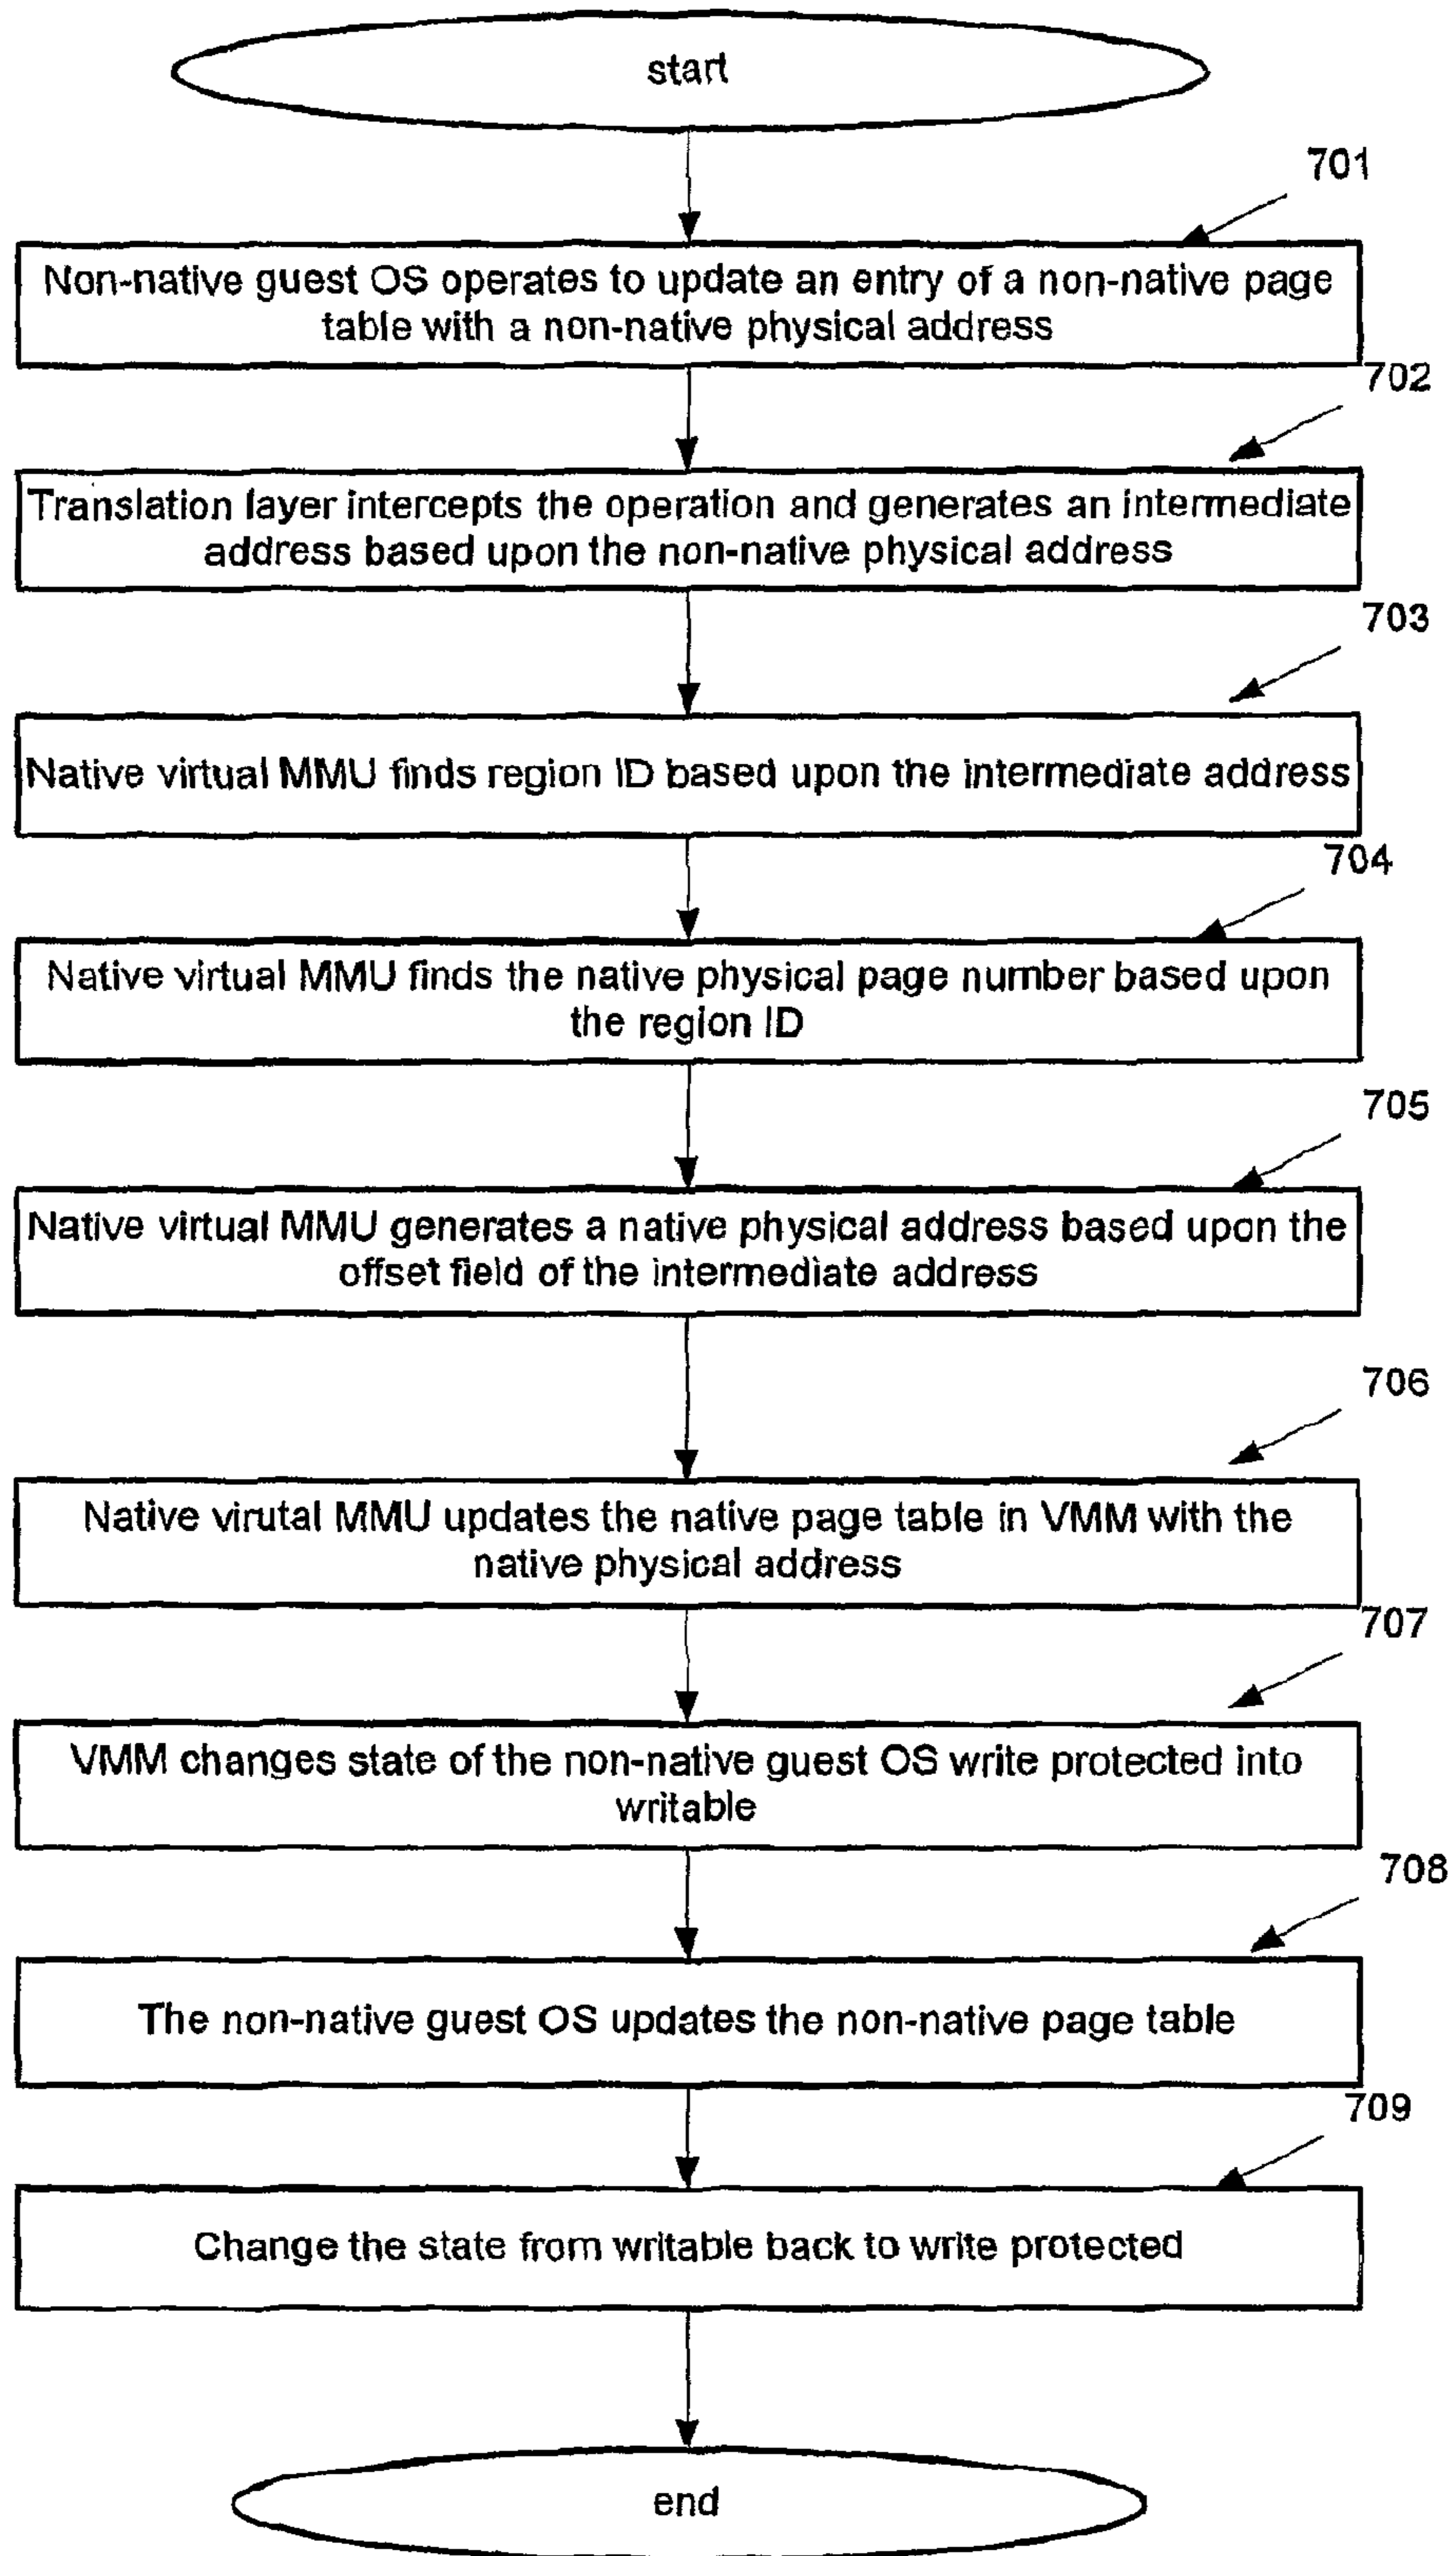 start
701
Non-native guest OS operates to update an entry of a non-native page
table with a non-native physical address
702
Translation layer intercepts the operation and generates an intermediate
address based upon the non-native physical address
703
Native virtual MMU finds region ID based upon the intermediate address
704
Native virtual MMU finds the native physical page number based upon
the region ID
705
Native virtual MMU generates a native physical address based upon the
offset field of the intermediate address
706
Native virutal MMU updates the native page table in VMM with the
native physical address
707
VMM changes state of the non-native guest OS write protected into
writable
708
The non-native guest OS updates the non-native page table
709
Change the state from writable back to write protected
end